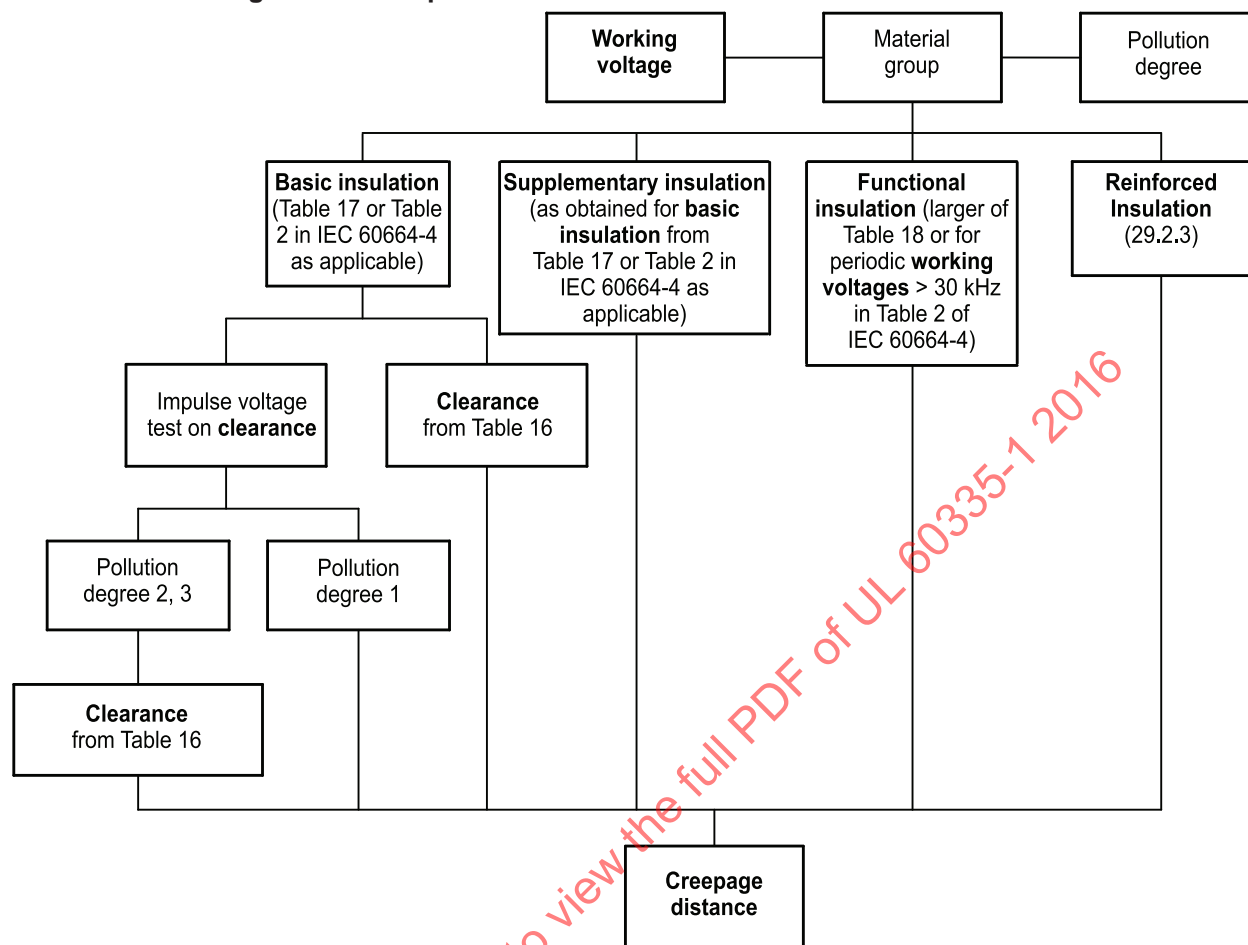 Working
voltage
Material
group
Pollution
degree
Basic insulation
(Table 17 or Table
2 in IEC 60664-4
as applicable)
Supplementary insulation
(as obtained for basic
insulation from
Table 17 or Table 2 in
IEC 60664-4 as
applicable)
Functional
insulation (larger of
Table 18 or for
periodic working
voltages > 30 kHz
in Table 2 of
IEC 60664-4)
Reinforced
Insulation
(29.2.3)
Impulse voltage
test on clearance
Clearance
from Table 16
Pollution
degree 2, 3
Pollution
degree 1
Clearance
from Table 16
Creepage
distance
to view the full PDF of UL 60335-1 2016